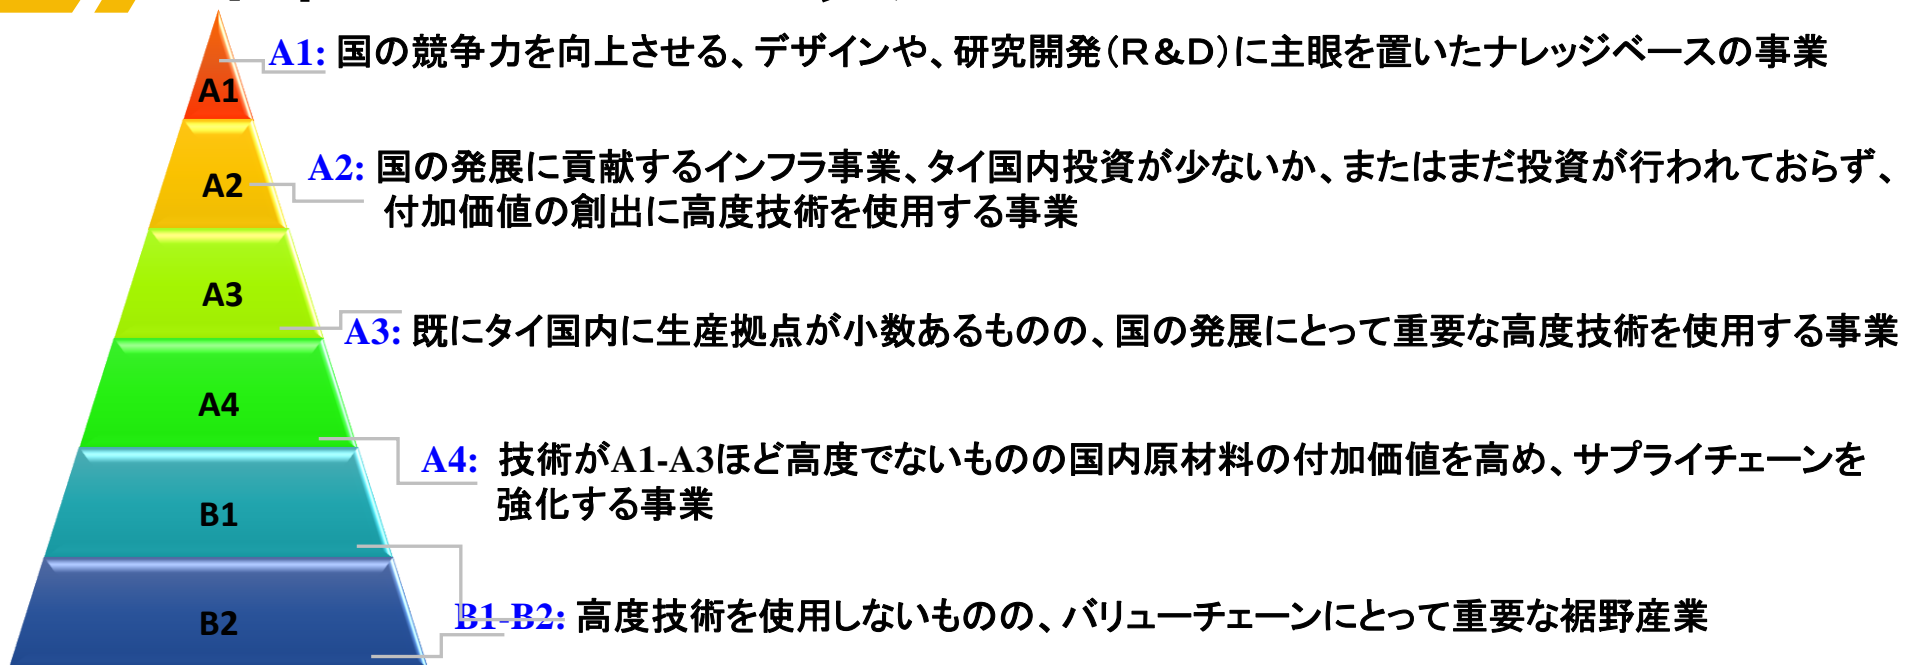 A1: 国の競争力を向上させる、デザインや、研究開発(R&D)に主眼を置いたナレッジベースの事業
A1
A2: 国の発展に貢献するインフラ事業、タイ国内投資が少ないか、またはまだ投資が行われておらず、
付加価値の創出に高度技術を使用する事業
A2
A3
A3: 既にタイ国内に生産拠点が小数あるものの、国の発展にとって重要な高度技術を使用する事業
A4
A4: 技術がA1-A3ほど高度でないものの国内原材料の付加価値を高め、サプライチェーンを
強化する事業
B1
B1-B2: 高度技術を使用しないものの、バリューチェーンにとって重要な裾野産業
B2